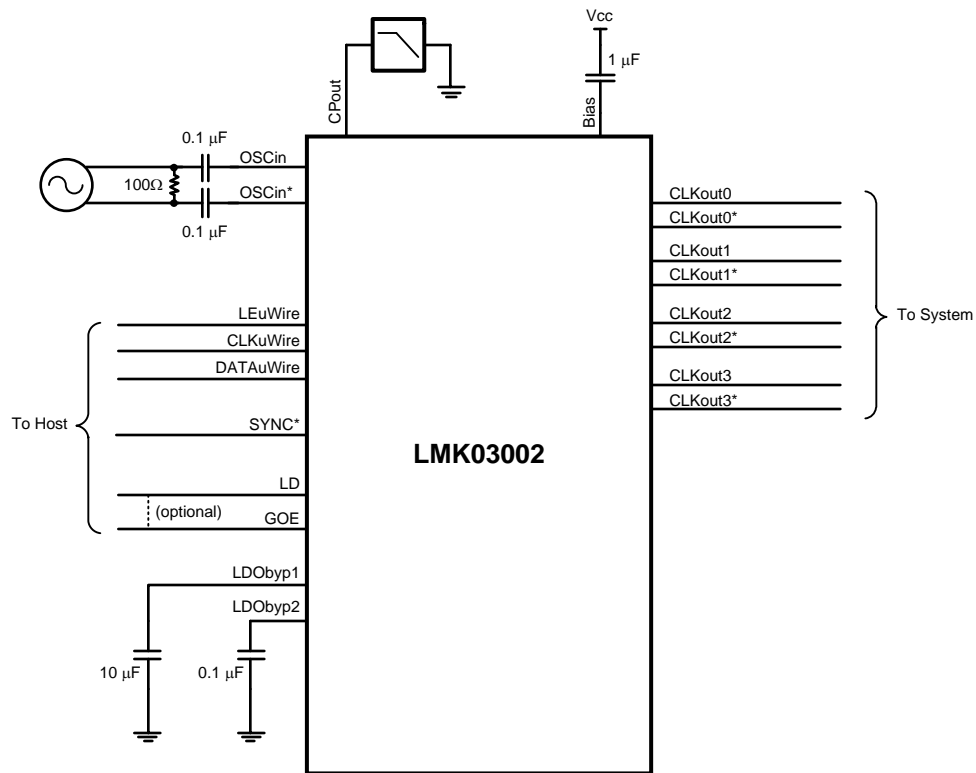 Vcc
1 μF
CPout
Bias
0.1 μF
OSCin
100Ω
OSCin*
0.1 μF
CLKout0
CLKout0*
CLKout1
CLKout1*
CLKout2
CLKout2*
CLKout3
CLKout3*
To System
LEuWire
CLKuWire
DATAuWire
To Host
SYNC*
LD
(optional)
GOE
LMK03002
LDObyp1
LDObyp2
10 μF
0.1 μF